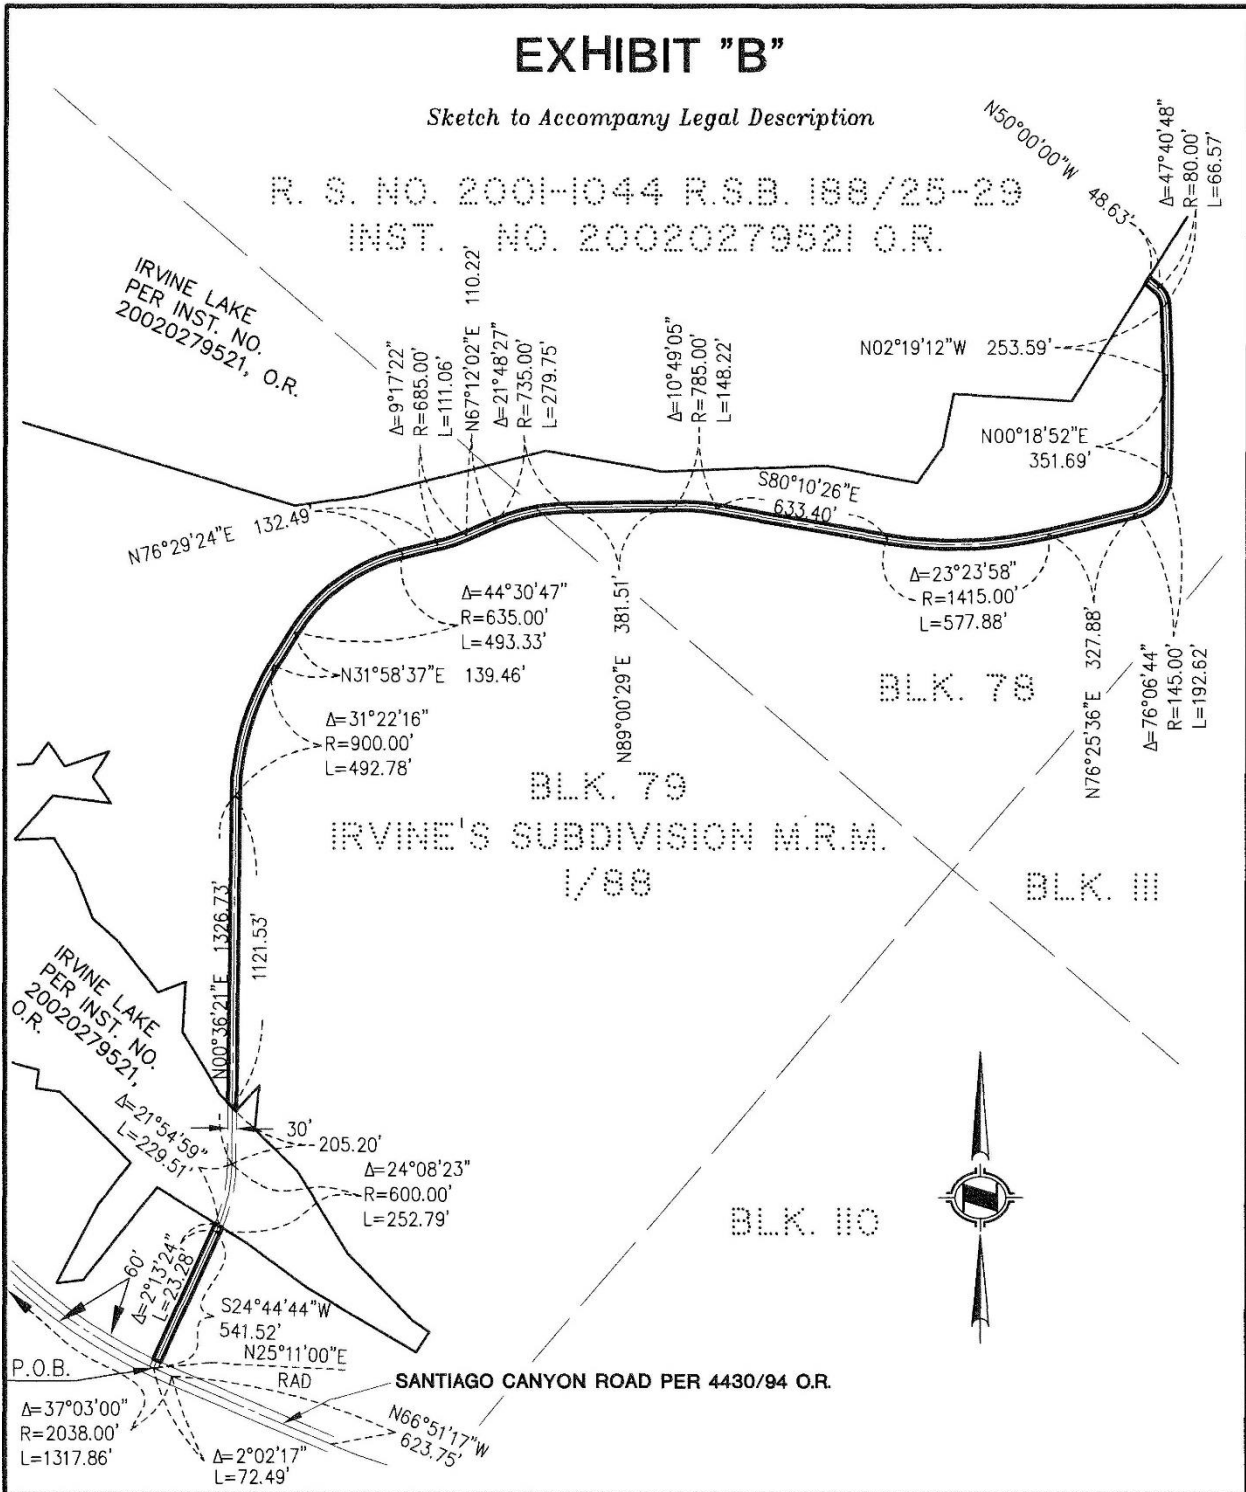 EXHIBIT "B"
Sketch to Accompany Legal Description
R. S. NO. 2001-1044 R.S.B. 188/25-29
INST. NO. 20020279521 O.R.
N50°00'00"W 48.63'
Δ=47°40'48"
R=80.00'
L=66.57'
IRVINE LAKE
PER INST. NO.
20020279521, O.R.
Δ=9°17'22"
R=685.00'
L=111.06'
N67°12'02"E 110.22'
Δ=21°48'27"
R=735.00'
L=279.75'
Δ=10°49'05"
R=785.00'
L=148.22'
N02°19'12"W 253.59'
N00°18'52"E
351.69'
S80°10'26"E
633.40'
N76°29'24"E 132.49'
Δ=44°30'47"
R=635.00'
L=493.33'
N89°00'29"E 381.51'
Δ=23°23'58"
R=1415.00'
L=577.88'
N76°25'36"E 327.88'
Δ=76°06'44"
R=145.00'
L=192.62'
N31°58'37"E 139.46'
BLK. 78
Δ=31°22'16"
R=900.00'
L=492.78'
BLK. 79
IRVINE'S SUBDIVISION M.R.M.
1/88
BLK. 111
N00°36'21"E 1326.73'
1121.53'
IRVINE LAKE
PER INST. NO.
20020279521,
O.R.
Δ=21°54'59"
L=229.51'
30'
205.20'
Δ=24°08'23"
R=600.00'
L=252.79'
BLK. 110
60'
Δ=2°13'24"
L=23.28'
S24°44'44"W
541.52'
N25°11'00"E
RAD
P.O.B.
SANTIAGO CANYON ROAD PER 4430/94 O.R.
Δ=37°03'00"
R=2038.00'
L=1317.86'
Δ=2°02'17"
L=72.49'
N66°51'17"W
623.75'